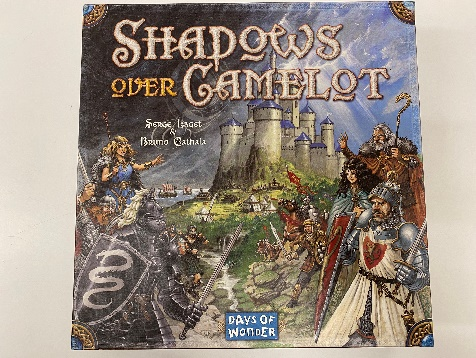 SHADOWS
OVER CAMELOT
Serge Laget
&
Bruno Cathala
DAYS OF
WONDER